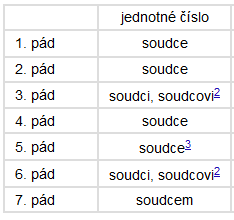 jednotné číslo
1. pád soudce
2. pád soudce
3. pád soudci, soudcovi2
4. pád soudce
5. pád soudce3
6. pád soudci, soudcovi2
7. pád soudcem